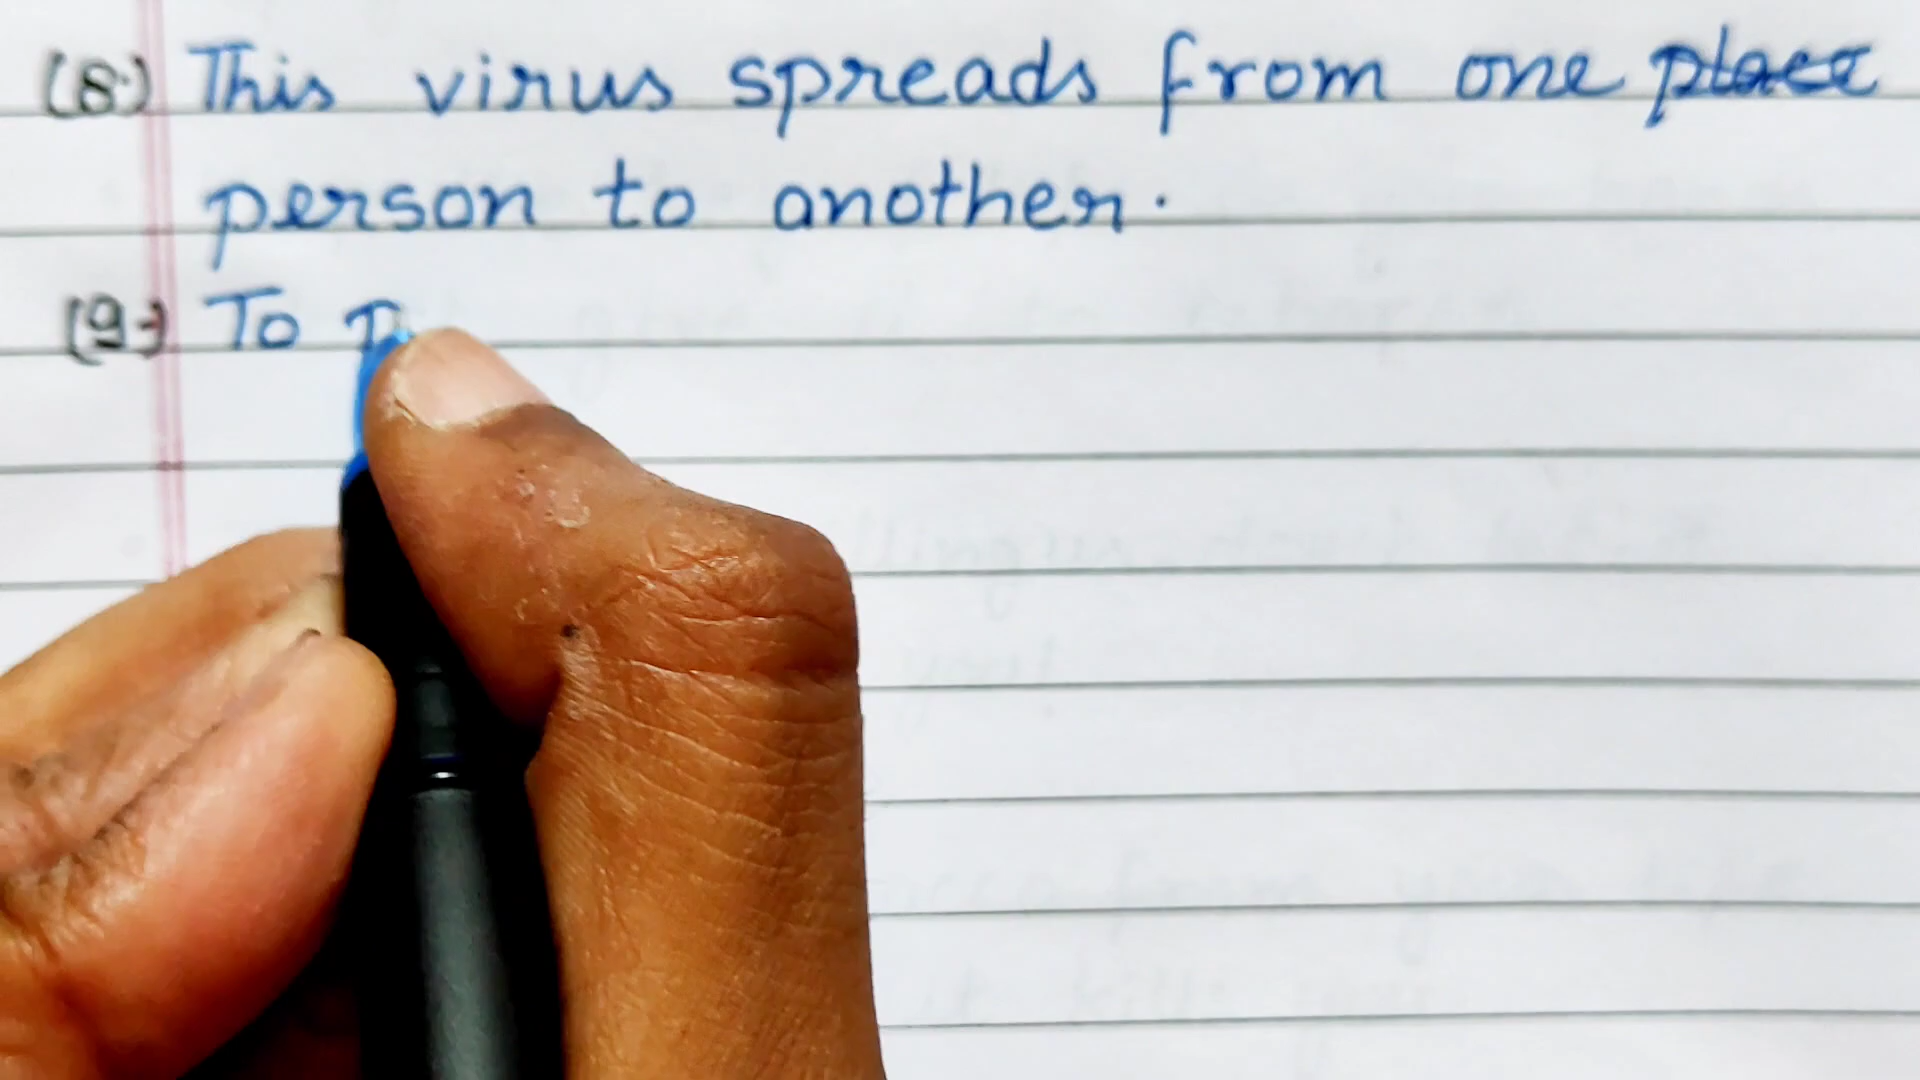 (8.) This virus spreads from one place
person to another.
(9.) To